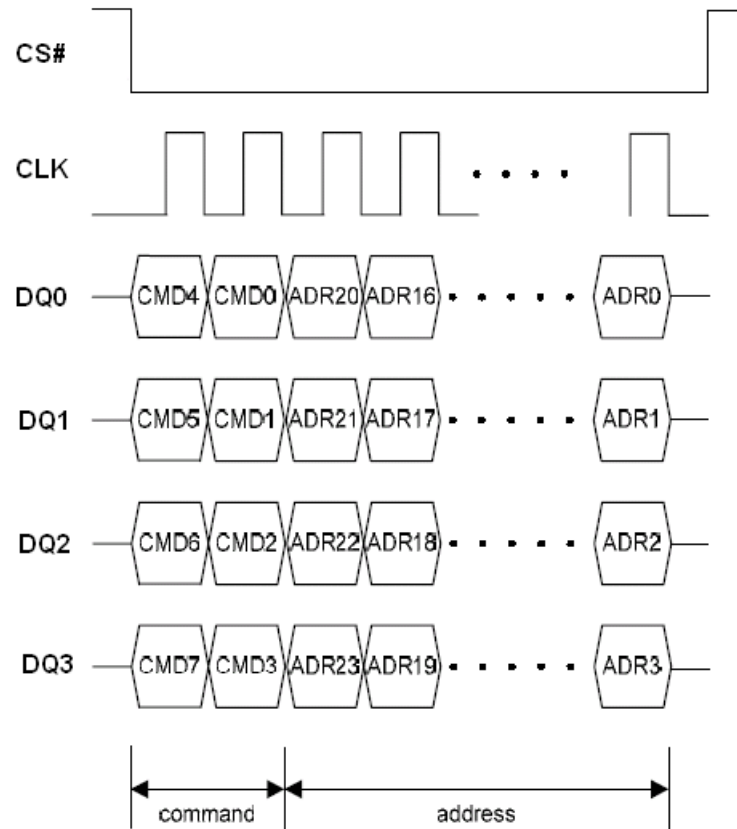 CS#
CLK
DQ0 CMD4 CMD0 ADR20 ADR16 ADR0
DQ1 CMD5 CMD1 ADR21 ADR17 ADR1
DQ2 CMD6 CMD2 ADR22 ADR18 ADR2
DQ3 CMD7 CMD3 ADR23 ADR19 ADR3
command address